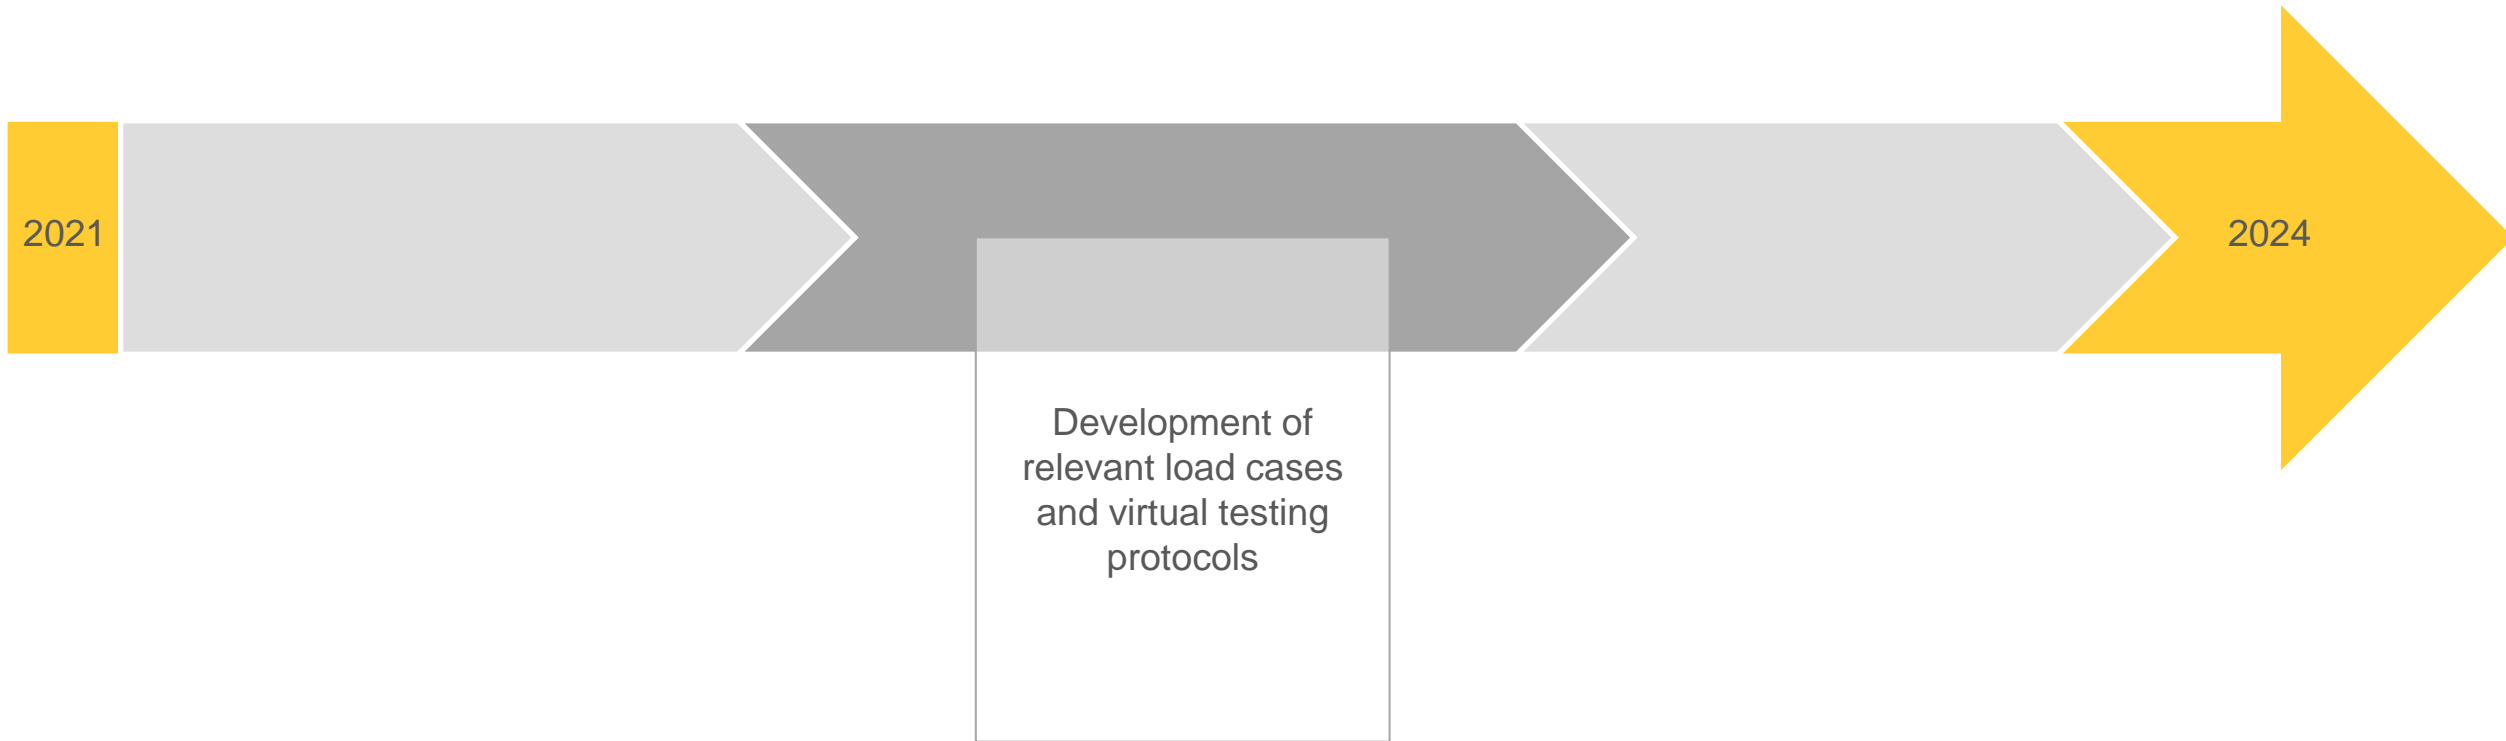 2021
2024
Development of
relevant load cases
and virtual testing
protocols